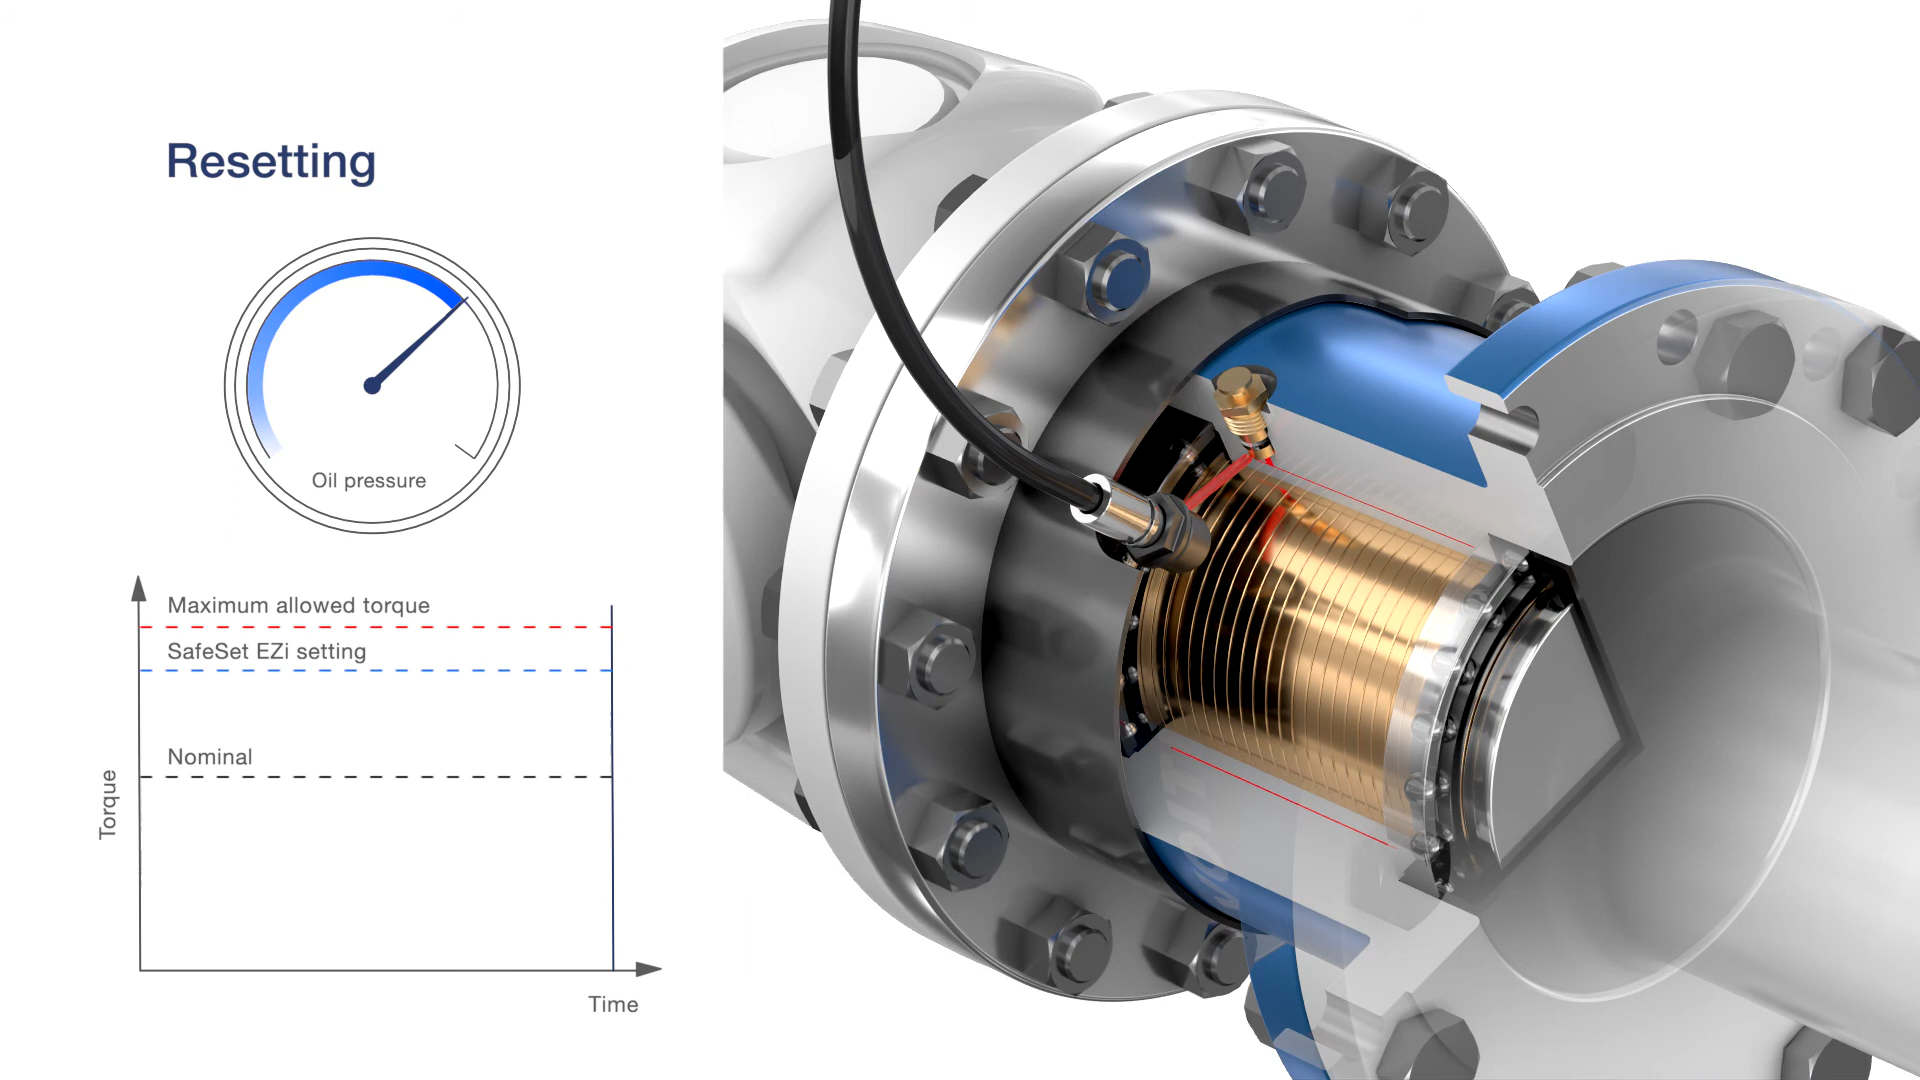 Resetting
Oil pressure
Maximum allowed torque
SafeSet EZi setting
Nominal
Torque
Time